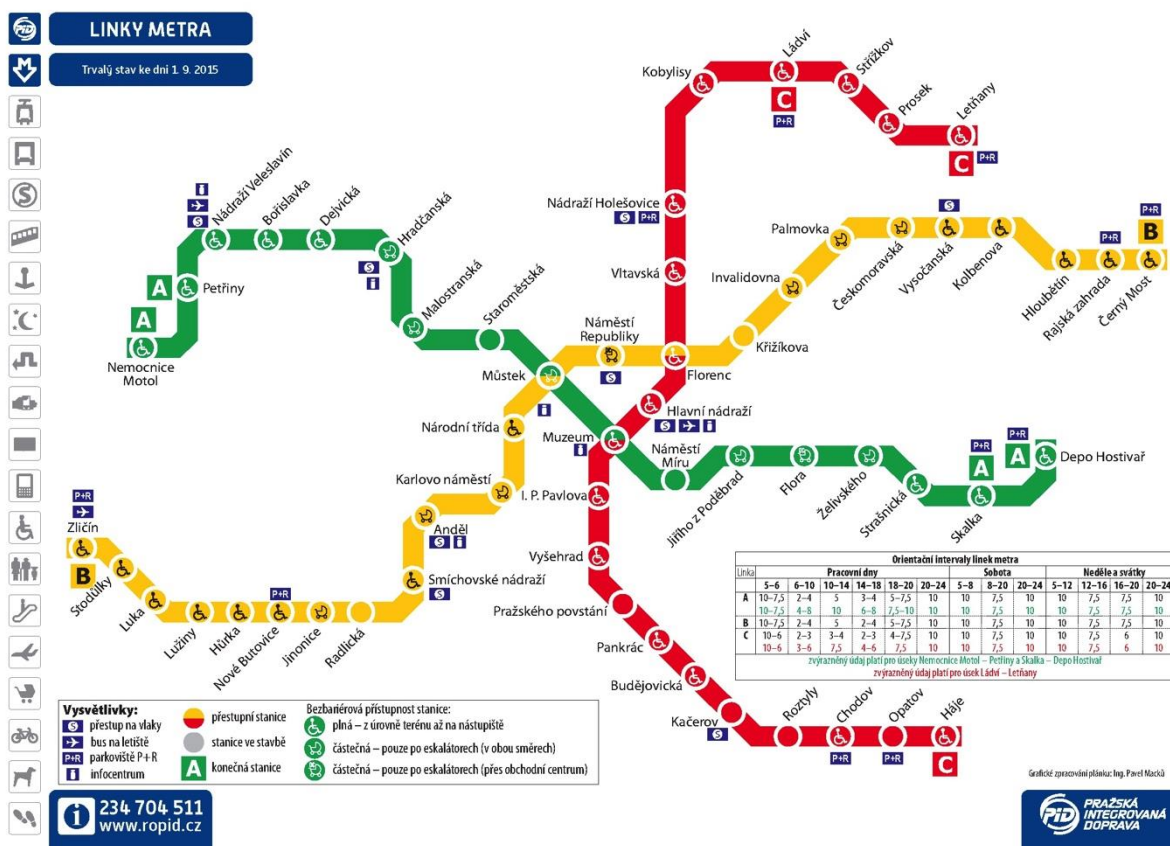 PID
LINKY METRA
Trvalý stav ke dni 1. 9. 2015
Kobylisy
Ládví
C
P+R
Střížkov
Prosek
Letňany
C
P+R
Nádraží Holešovice
S P+R
Vltavská
i
S
Nádraží Veleslavín
Bořislavka
Dejvická
Hradčanská
S
i
A
Petřiny
A
Nemocnice
Motol
Malostranská
Staroměstská
Můstek
i
Náměstí
Republiky
S
Florenc
Křižíkova
Invalidovna
Palmovka
Českomoravská
S
Vysočanská
Kolbenova
Hloubětín
P+R
Rajská zahrada
P+R
B
Černý Most
Hlavní nádraží
S i
Muzeum
i
Národní třída
Karlovo náměstí
I. P. Pavlova
Náměstí
Míru
Jiřího z Poděbrad
Flora
Želivského
Strašnická
P+R
A
Skalka
P+R
A
Depo Hostivař
Anděl
S i
P+R
Zličín
B
Stodůlky
Luka
Lužiny
Hůrka
P+R
Nové Butovice
Jinonice
Radlická
Smíchovské nádraží
S
Vyšehrad
Pražského povstání
Pankrác
Budějovická
Kačerov
S
Roztyly
Chodov
P+R
Opatov
P+R
Háje
C
Orientační intervaly linek metra
Linka Pracovní dny Sobota Neděle a svátky
5–6 6–10 10–14 14–18 18–20 20–24 5–8 8–20 20–24 5–12 12–16 16–20 20–24
A 10–7,5 2–4 5 3–4 5–7,5 10 10 7,5 10 10 7,5 7,5 10
10–7,5 4–8 10 6–8 7,5–10 10 10 7,5 10 10 7,5 7,5 10
B 10–7,5 2–4 5 2–4 5–7,5 10 10 7,5 10 10 7,5 7,5 10
C 10–6 2–3 3–4 2–3 4–7,5 10 10 7,5 10 10 7,5 6 10
10–6 3–6 7,5 4–6 7,5 10 10 7,5 10 10 7,5 6 10
zvýrazněný údaj platí pro úseky Nemocnice Motol – Petřiny a Skalka – Depo Hostivař
zvýrazněný údaj platí pro úsek Ládví – Letňany
Vysvětlivky:
S přestup na vlaky
bus na letiště
P+R parkoviště P+R
i infocentrum
přestupní stanice
stanice ve stavbě
A konečná stanice
Bezbariérová přístupnost stanice:
plná – z úrovně terénu až na nástupiště
částečná – pouze po eskalátorech (v obou směrech)
částečná – pouze po eskalátorech (přes obchodní centrum)
Grafické zpracování plánku: Ing. Pavel Macků
i 234 704 511
www.ropid.cz
PID PRAŽSKÁ
INTEGROVANÁ
DOPRAVA